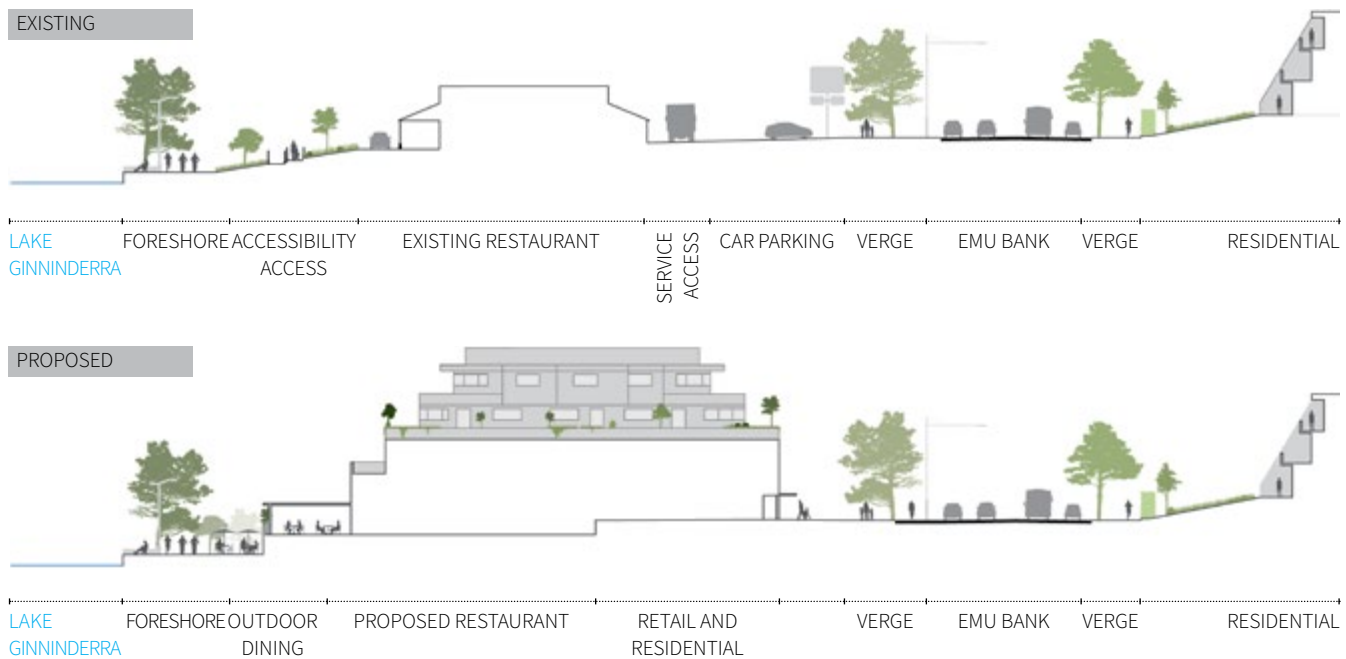 EXISTING
LAKE GINNINDERRA
FORESHORE
ACCESSIBILITY ACCESS
EXISTING RESTAURANT
SERVICE ACCESS
CAR PARKING
VERGE
EMU BANK
VERGE
RESIDENTIAL
PROPOSED
LAKE GINNINDERRA
FORESHORE
OUTDOOR DINING
PROPOSED RESTAURANT
RETAIL AND RESIDENTIAL
VERGE
EMU BANK
VERGE
RESIDENTIAL